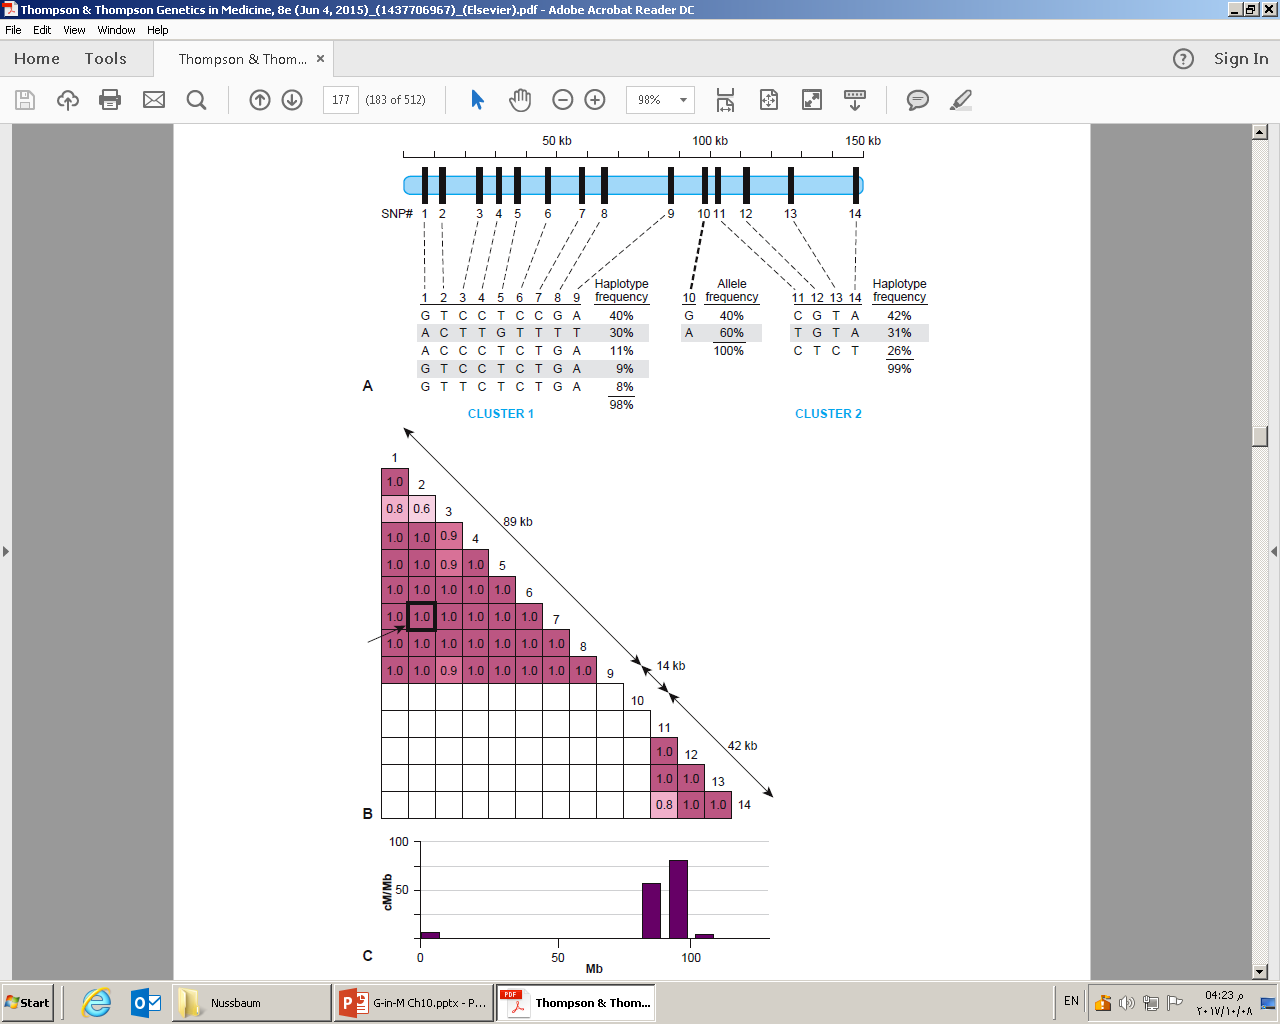 Thompson & Thompson Genetics in Medicine, 8e (Jun 4, 2015)_(1437706967)_(Elsevier).pdf - Adobe Acrobat Reader DC
File Edit View Window Help
Home Tools Thompson & Thom... × ? Sign In
177 (183 of 512) 98%
50 kb 100 kb 150 kb
SNP# 1 2 3 4 5 6 7 8 9 10 11 12 13 14
Haplotype Allele Haplotype
1 2 3 4 5 6 7 8 9 frequency 10 frequency 11 12 13 14 frequency
G T C C T C C G A 40% G 40% C G T A 42%
A C T T G T T T T 30% A 60% T G T A 31%
A C C C T C T G A 11% 100% C T C T 26%
G T C C T C T G A 9% 99%
A G T T C T C T G A 8%
98%
CLUSTER 1 CLUSTER 2
1
1.0 2
0.8 0.6 3
89 kb
1.0 1.0 0.9 4
1.0 1.0 0.9 1.0 5
1.0 1.0 1.0 1.0 1.0 6
1.0 1.0 1.0 1.0 1.0 1.0 7
1.0 1.0 1.0 1.0 1.0 1.0 1.0 8
1.0 1.0 0.9 1.0 1.0 1.0 1.0 1.0 9 14 kb
10
11
1.0 12 42 kb
1.0 1.0 13
B 0.8 1.0 1.0 14
100
50
cM/Mb
C 0 50 100
Mb
Start Nussbaum G-in-M Ch10.pptx - P... PDF Thompson & Thom... EN 04:23 م
٢٠١٧/١٠/٠٨